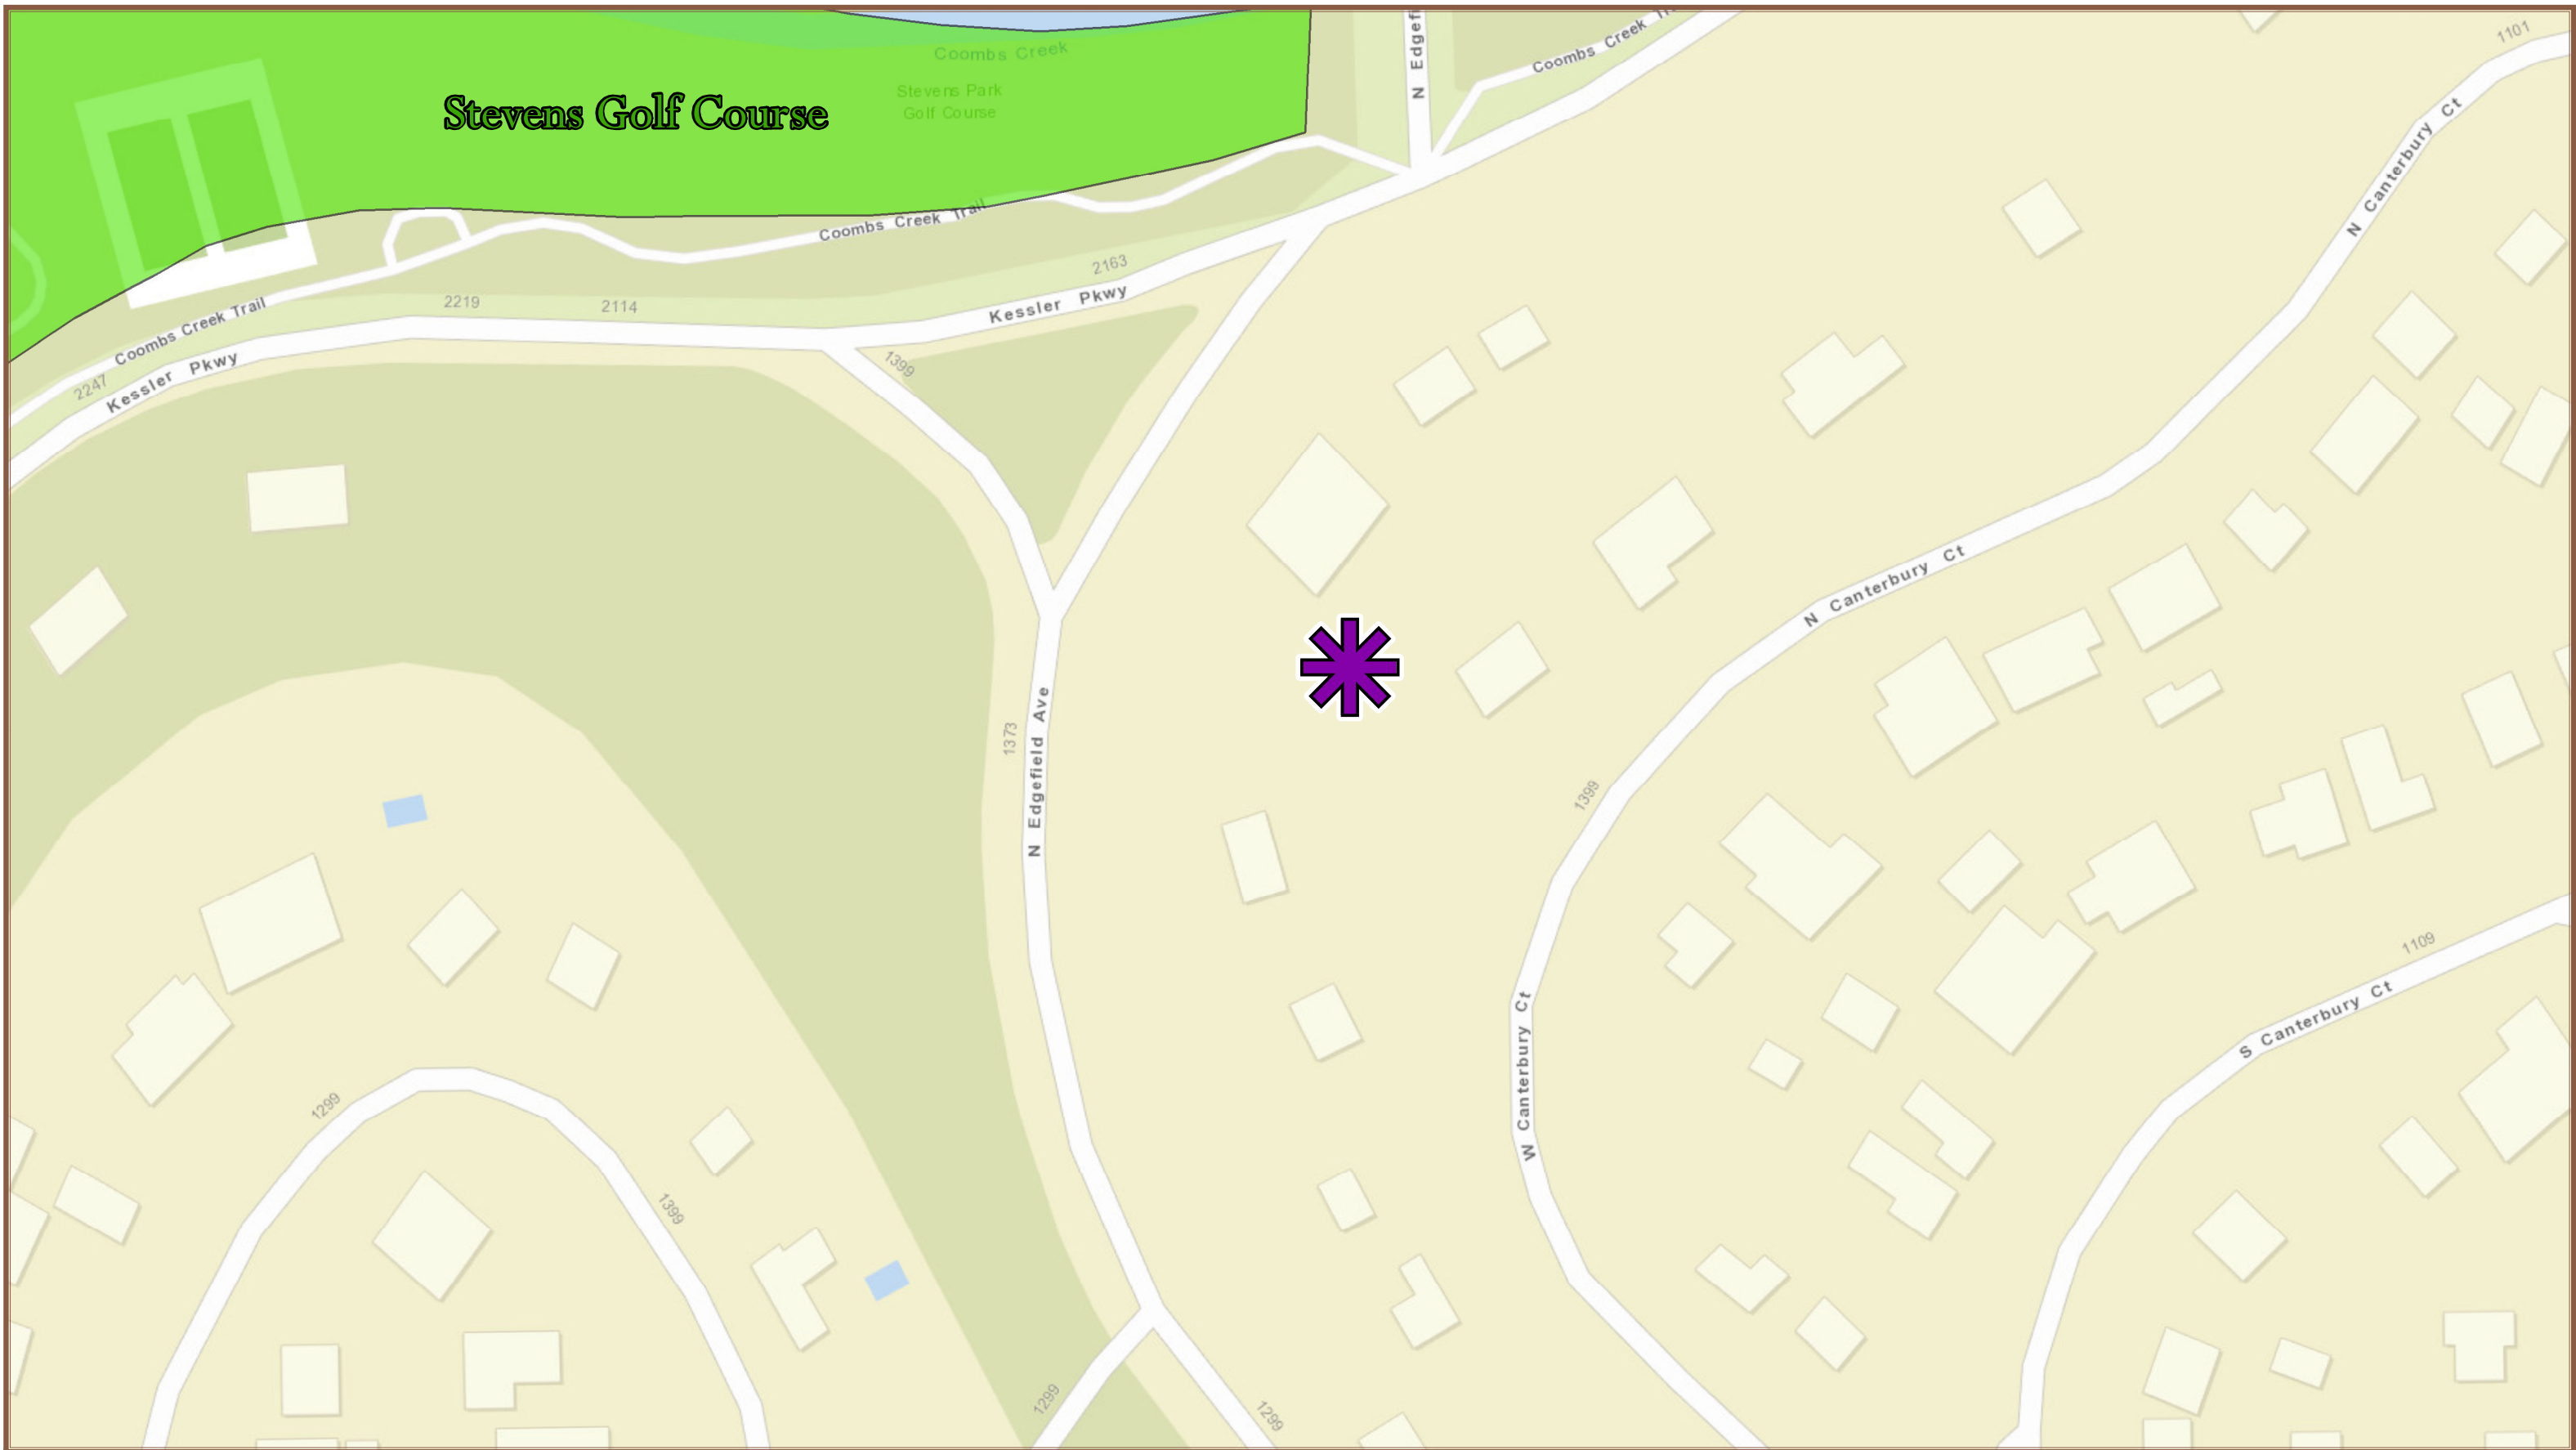 Coombs Creek
Stevens Park
Golf Course
Stevens Golf Course
N Edgefi
Coombs Creek
1101
N Canterbury Ct
Coombs Creek Trail
2163
Kessler Pkwy
2219
2114
Coombs Creek Trail
Kessler Pkwy
2247
1399
N Canterbury Ct
1373
N Edgefield Ave
1399
W Canterbury Ct
1109
S Canterbury Ct
1299
1399
1299
1299